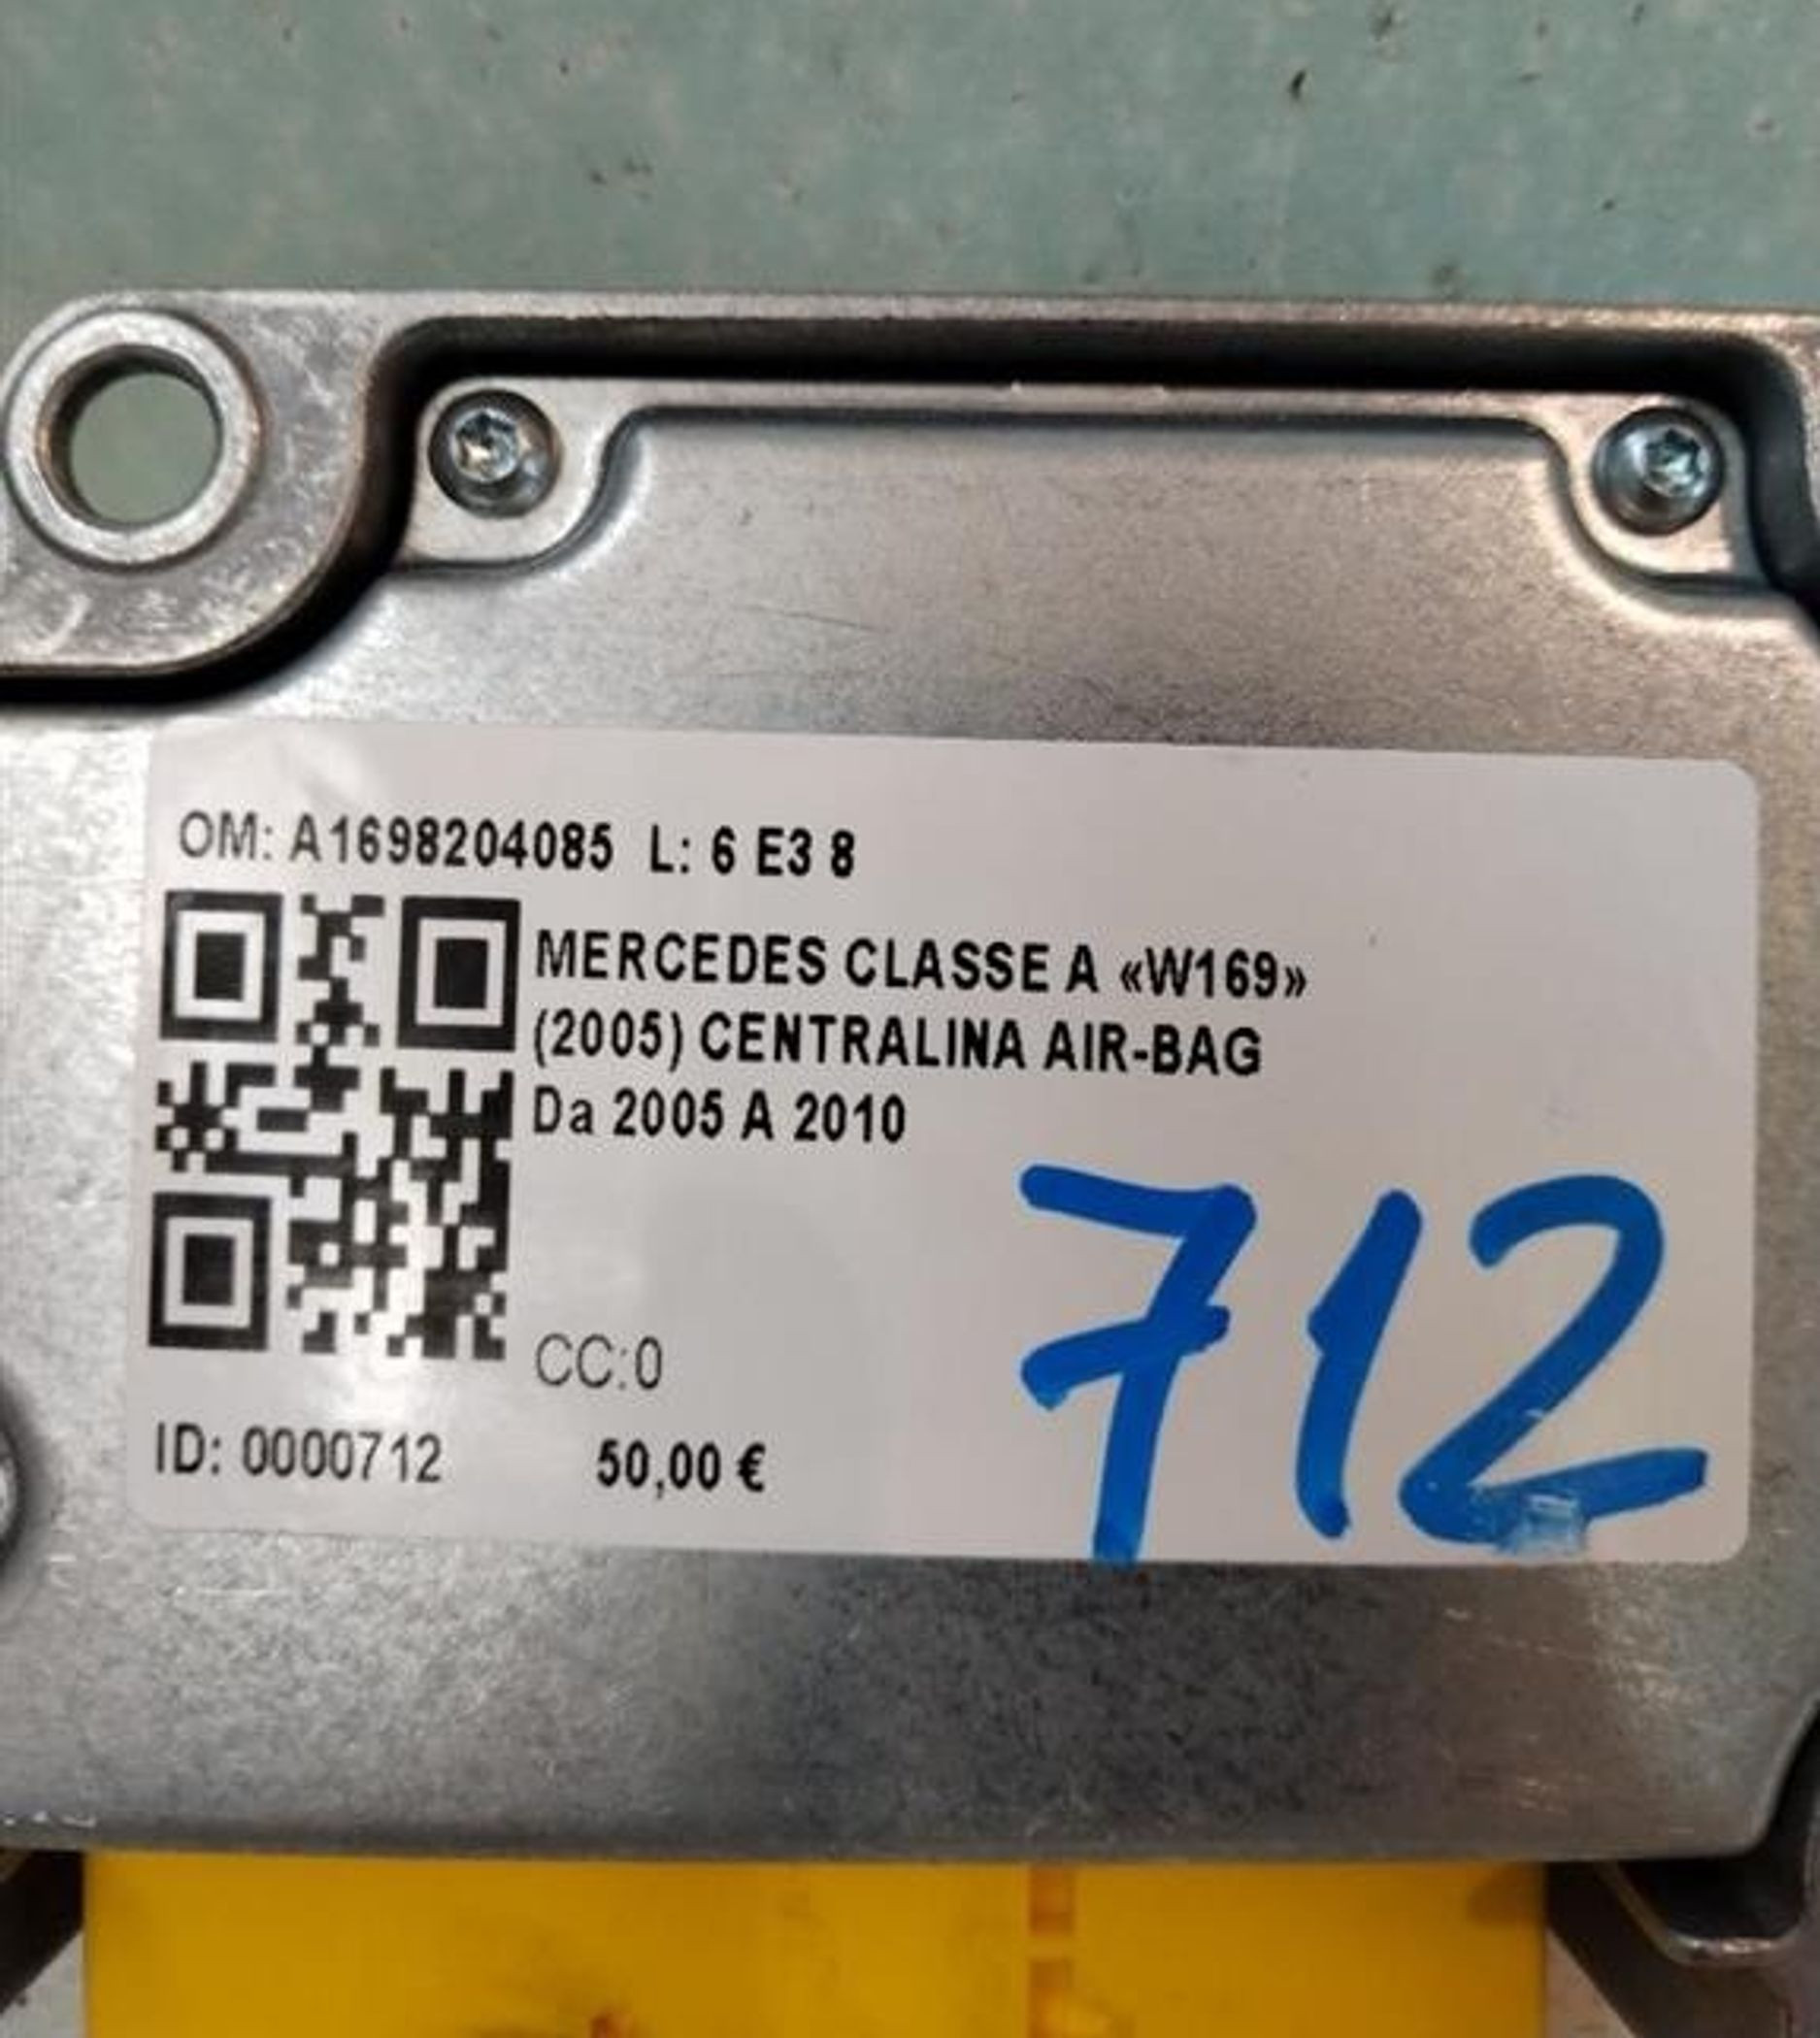 OM: A1698204085 L: 6 E3 8
MERCEDES CLASSE A «W169»
(2005) CENTRALINA AIR-BAG
Da 2005 A 2010
712
CC:0
ID: 0000712 50,00 €